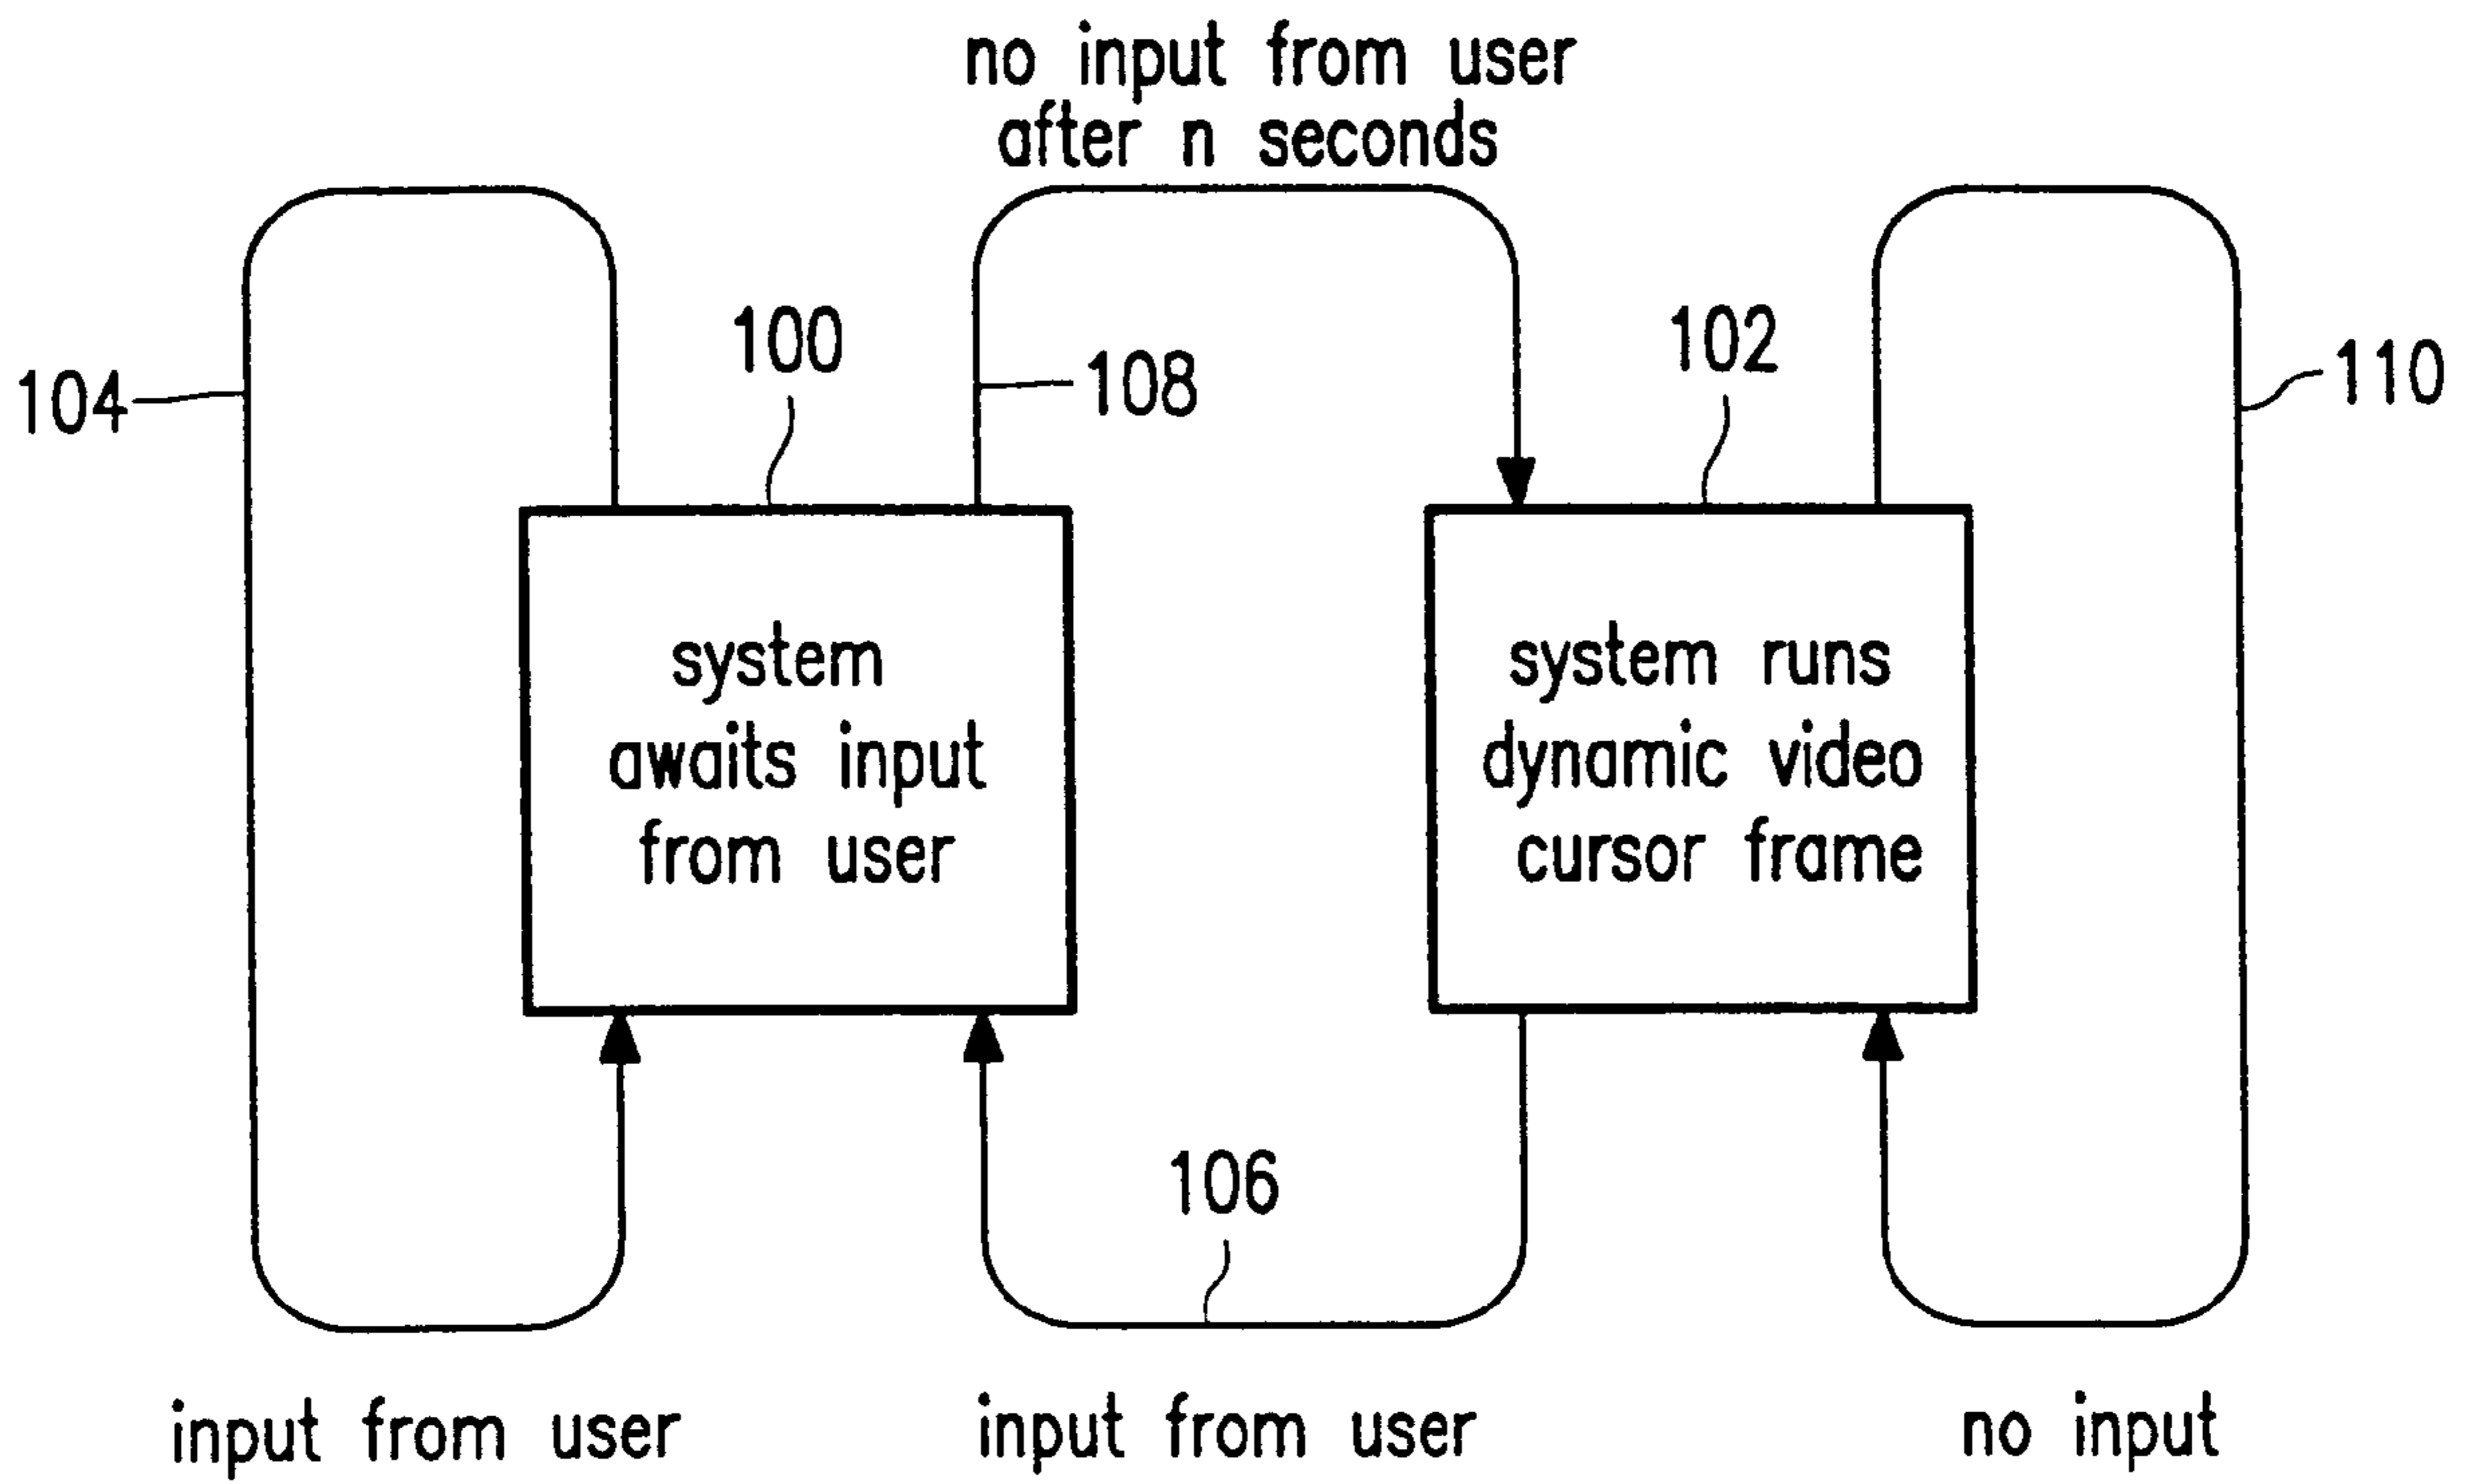 no input from user
after n seconds
104
100
108
102
110
system
awaits input
from user
system runs
dynamic video
cursor frame
106
input from user
input from user
no input